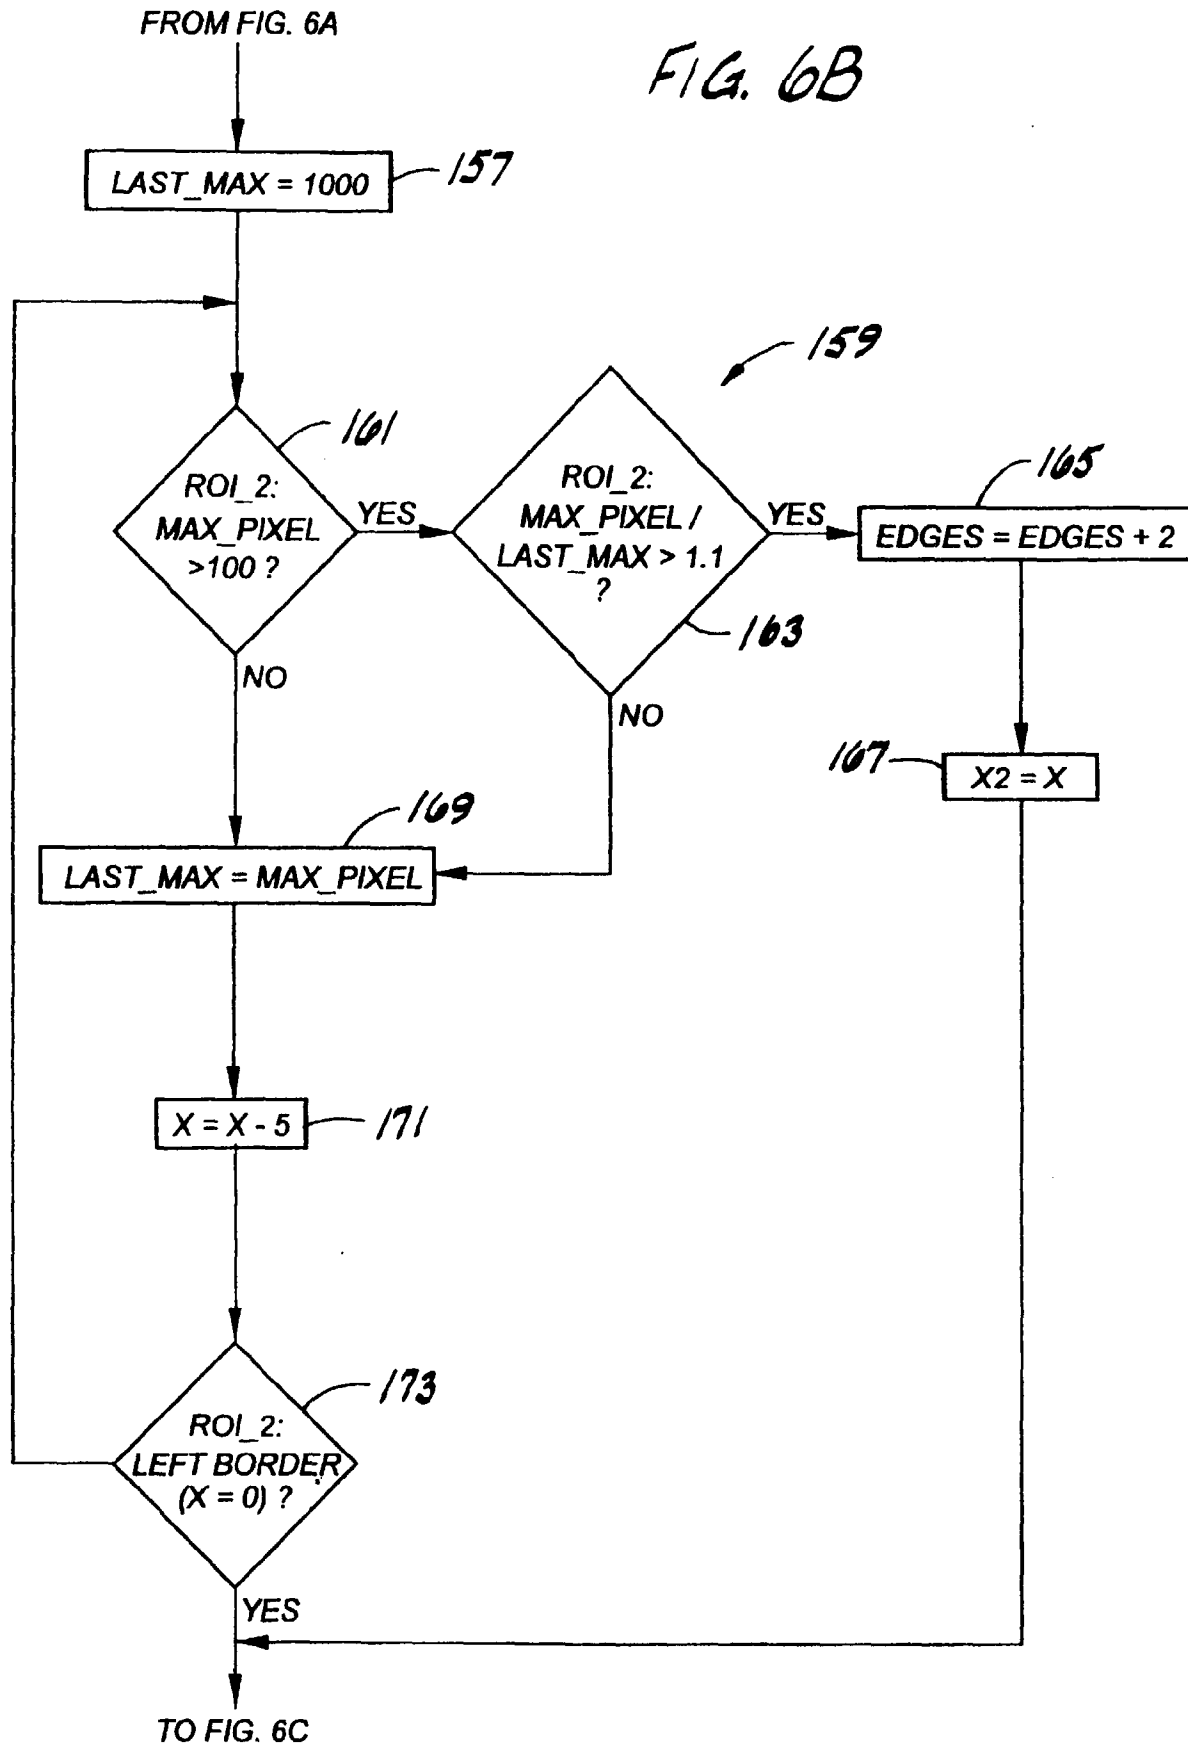 FROM FIG. 6A
FIG. 6B
LAST_MAX = 1000
157
159
161
ROI_2:
MAX_PIXEL
>100 ?
YES
NO
ROI_2:
MAX_PIXEL /
LAST_MAX > 1.1
?
YES
163
NO
165
EDGES = EDGES + 2
167
X2 = X
169
LAST_MAX = MAX_PIXEL
X = X - 5
171
173
ROI_2:
LEFT BORDER
(X = 0) ?
YES
TO FIG. 6C